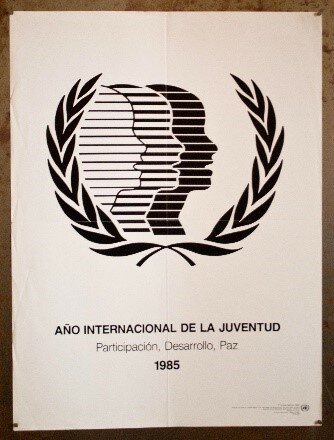 AÑO INTERNACIONAL DE LA JUVENTUD
Participación, Desarrollo, Paz
1985